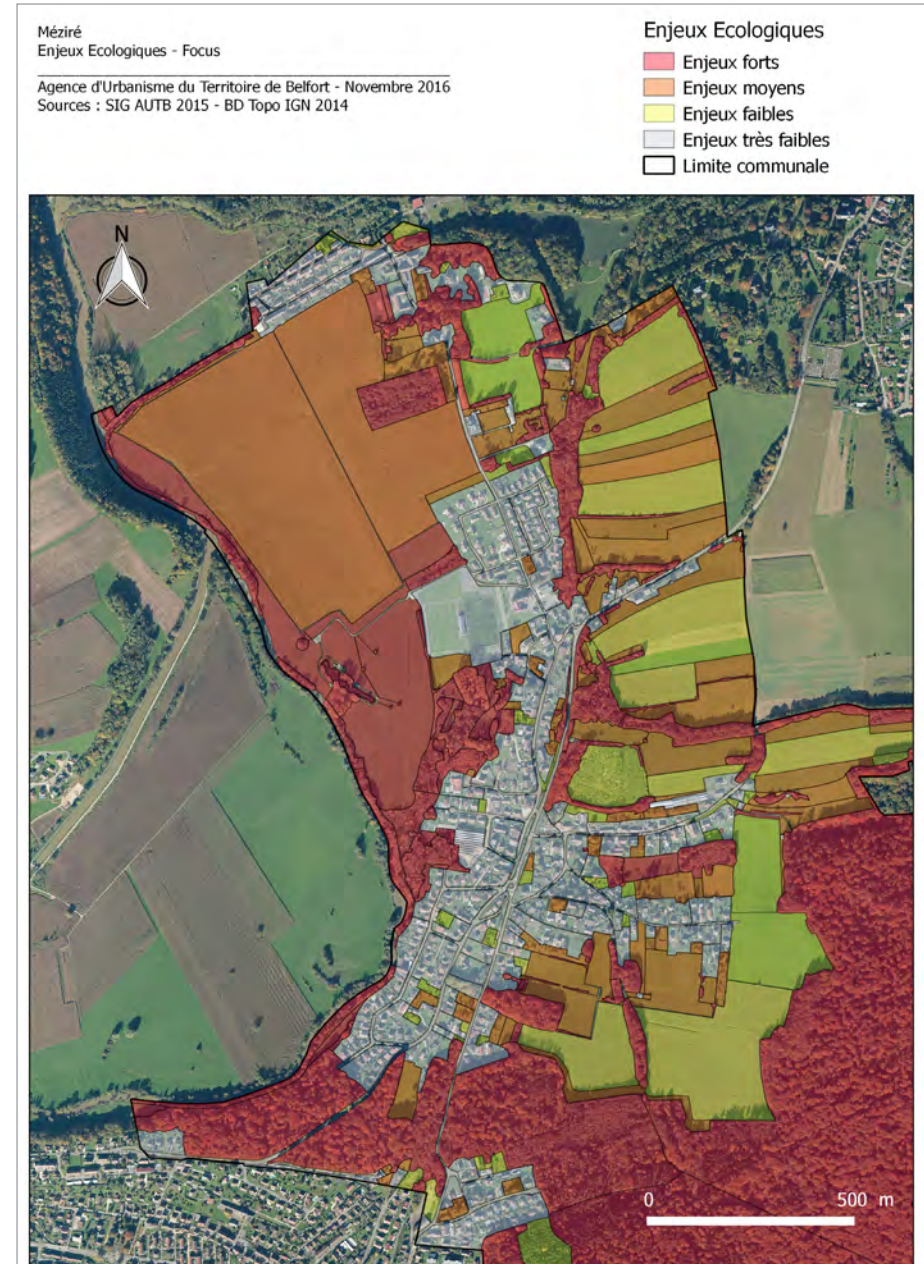 Méziré
Enjeux Ecologiques - Focus
Agence d'Urbanisme du Territoire de Belfort - Novembre 2016
Sources : SIG AUTB 2015 - BD Topo IGN 2014
Enjeux Ecologiques
Enjeux forts
Enjeux moyens
Enjeux faibles
Enjeux très faibles
Limite communale
N
0 500 m